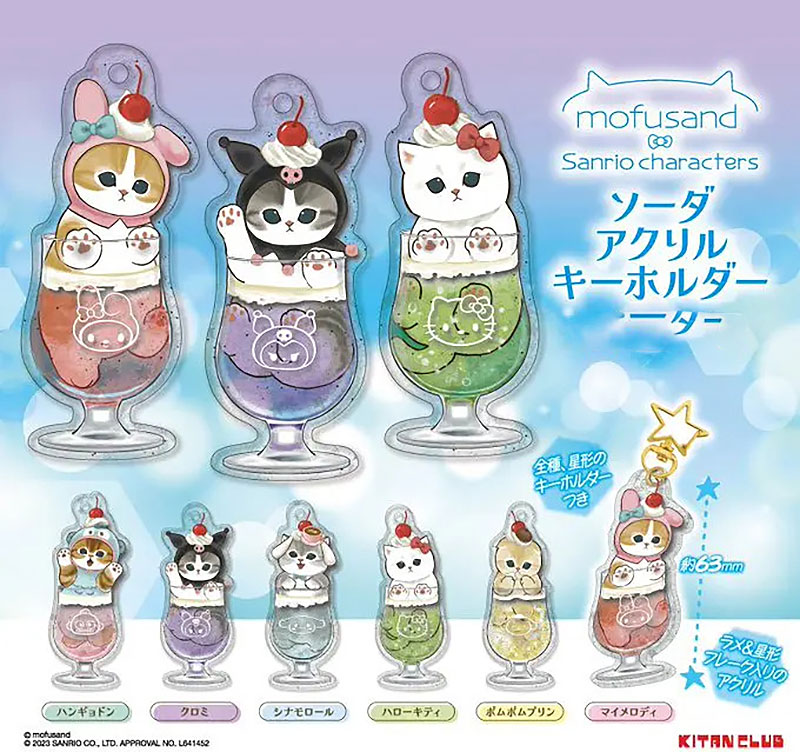 mofusand
Sanrio characters
ソーダ
アクリル
キーホルダー
ーター
全種、星形の
キーホルダー
つき
約63mm
ラメ&星形
フレーク入りの
アクリル
ハンギョドン
クロミ
シナモロール
ハローキティ
ポムポムプリン
マイメロディ
© mofusand
© 2023 SANRIO CO., LTD. APPROVAL NO. L641452
KITAN CLUB